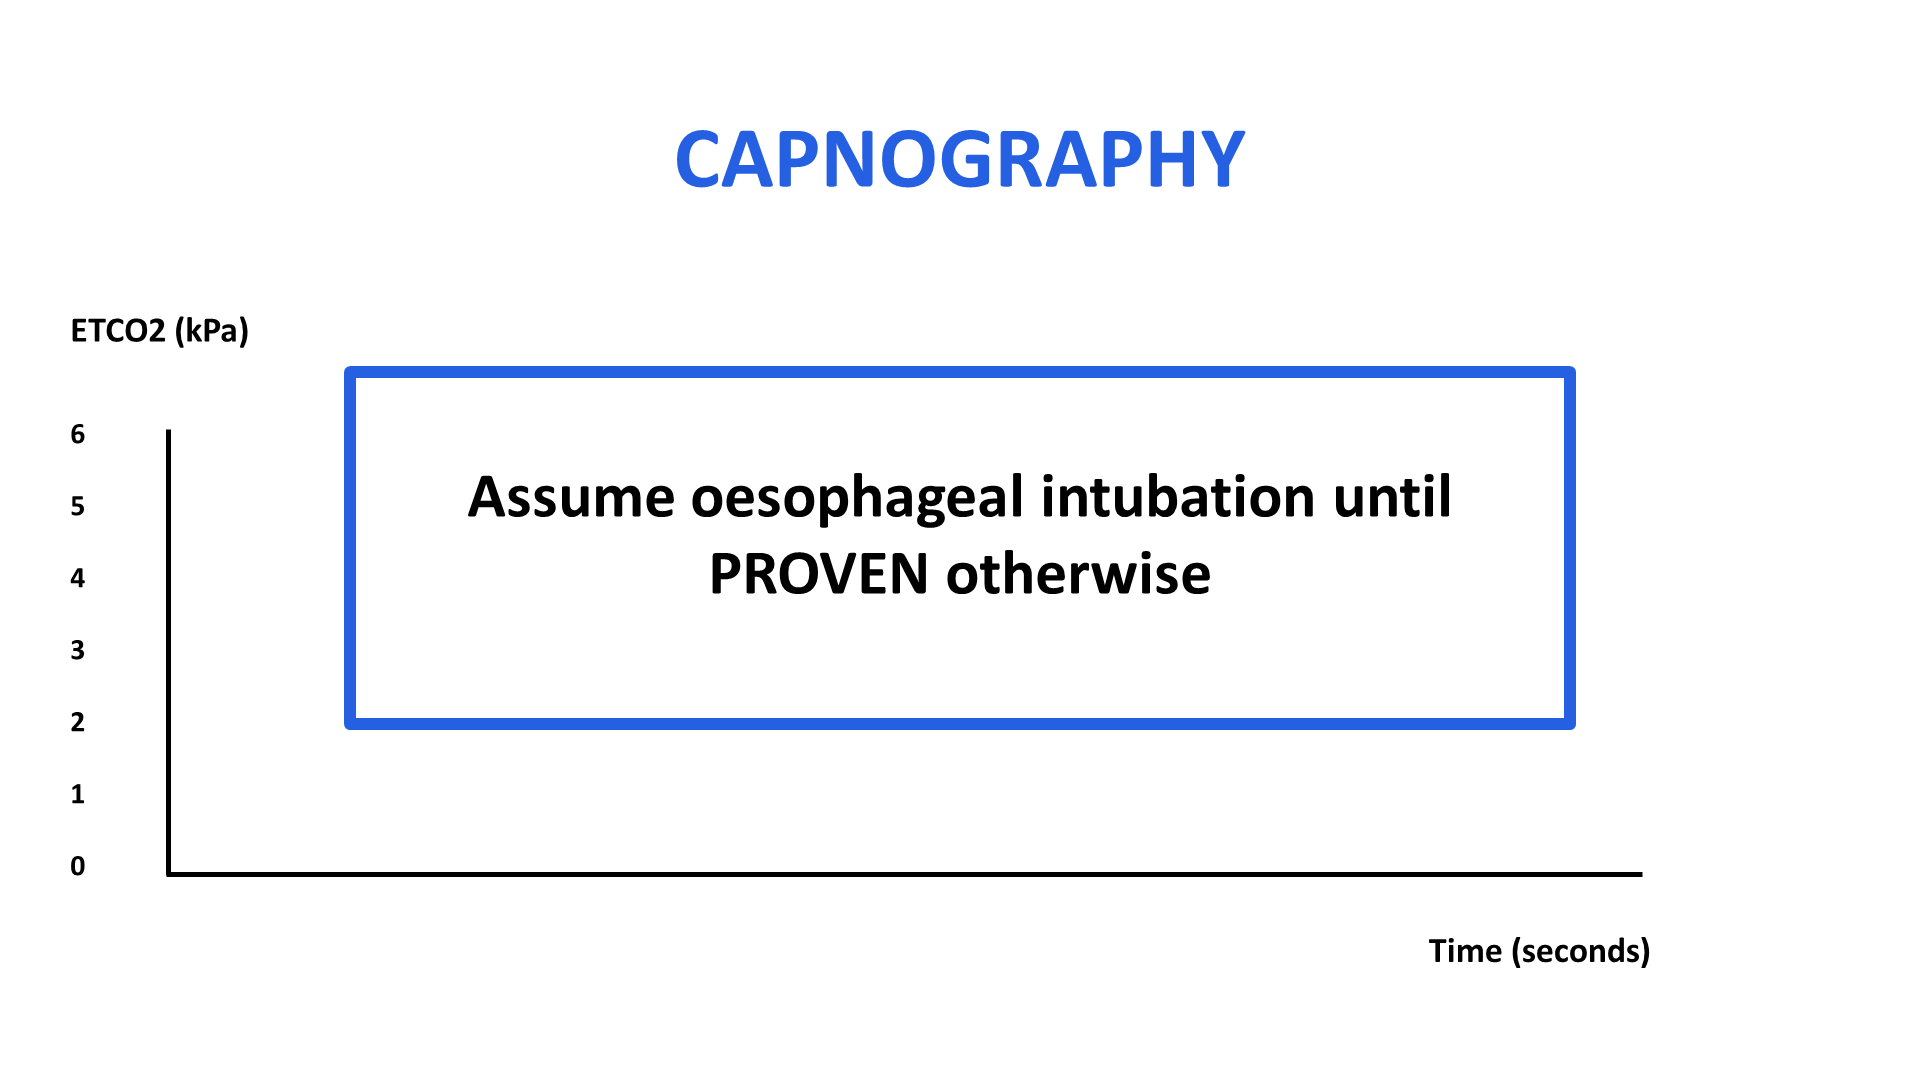 CAPNOGRAPHY
ETCO2 (kPa)
6
5
4
3
2
1
0
Assume oesophageal intubation until
PROVEN otherwise
Time (seconds)